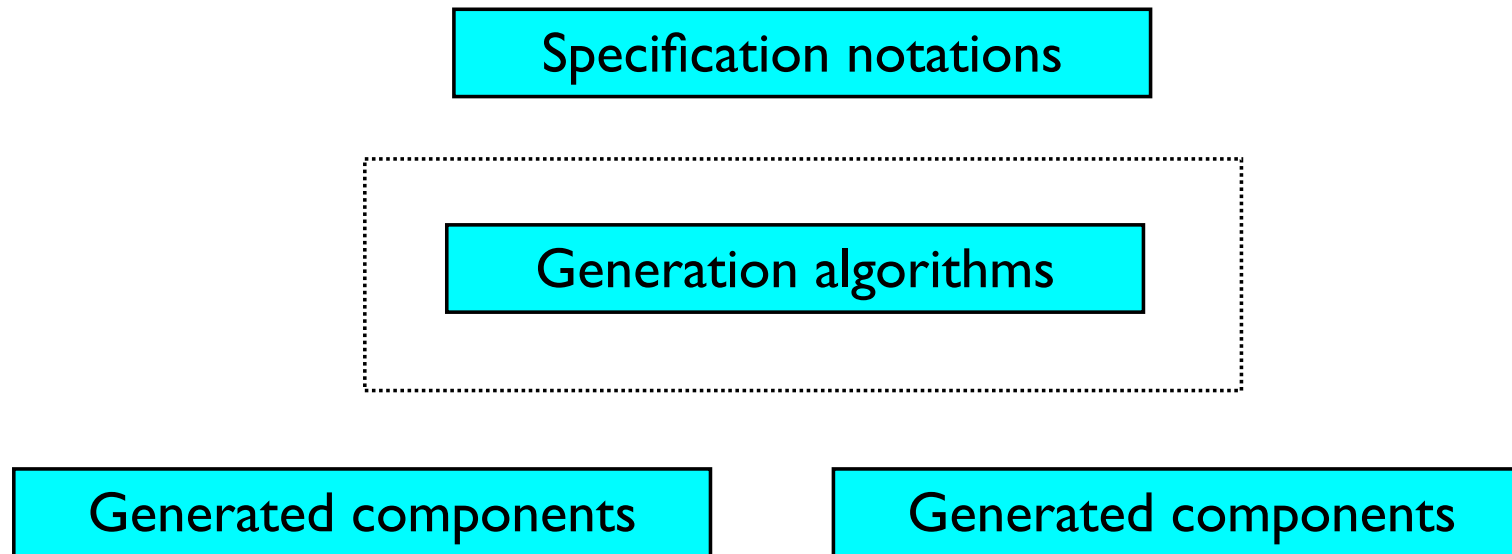 Specification notations
Generation algorithms
Generated components
Generated components